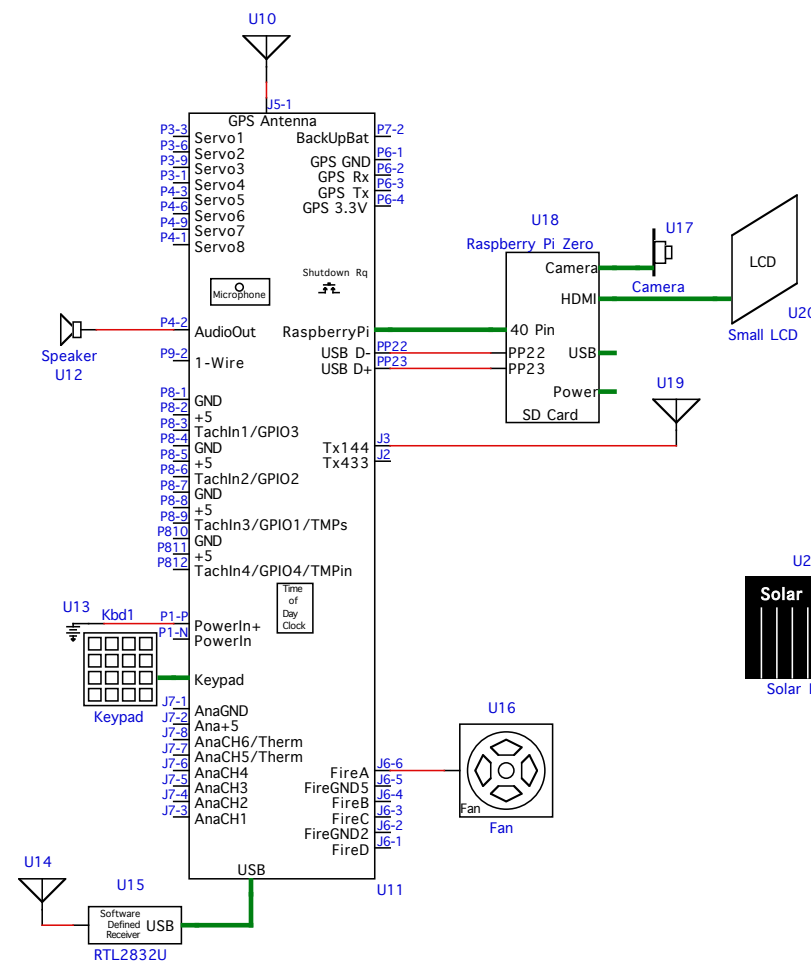 U10
J5-1
GPS Antenna
P3-3
Servo1
P3-6
Servo2
P3-9
Servo3
P3-1
Servo4
P4-3
Servo5
P4-6
Servo6
P4-9
Servo7
P4-1
Servo8
BackUpBat
P7-2
GPS GND
P6-1
GPS Rx
P6-2
GPS Tx
P6-3
GPS 3.3V
P6-4
Microphone
Shutdown Rq
P4-2
AudioOut
Speaker
U12
P9-2
1-Wire
RaspberryPi
USB D-
PP22
USB D+
PP23
U18
Raspberry Pi Zero
Camera
HDMI
40 Pin
PP22
USB
PP23
Power
SD Card
U17
Camera
LCD
U20
Small LCD
U19
P8-1
GND
P8-2
+5
P8-3
TachIn1/GPIO3
P8-4
GND
P8-5
+5
P8-6
TachIn2/GPIO2
P8-7
GND
P8-8
+5
P8-9
TachIn3/GPIO1/TMPs
P810
GND
P811
+5
P812
TachIn4/GPIO4/TMPin
Tx144
J3
Tx433
J2
Time
of
Day
Clock
U13
Kbd1
P1-P
PowerIn+
P1-N
PowerIn
Keypad
Keypad
U2
Solar
Solar
J7-1
AnaGND
J7-2
Ana+5
J7-8
AnaCH6/Therm
J7-7
AnaCH5/Therm
J7-6
AnaCH4
J7-5
AnaCH3
J7-4
AnaCH2
J7-3
AnaCH1
FireA
J6-6
FireGND5
J6-5
FireB
J6-4
FireC
J6-3
FireGND2
J6-2
FireD
J6-1
U16
Fan
Fan
USB
U11
U14
U15
Software
Defined
Receiver
USB
RTL2832U